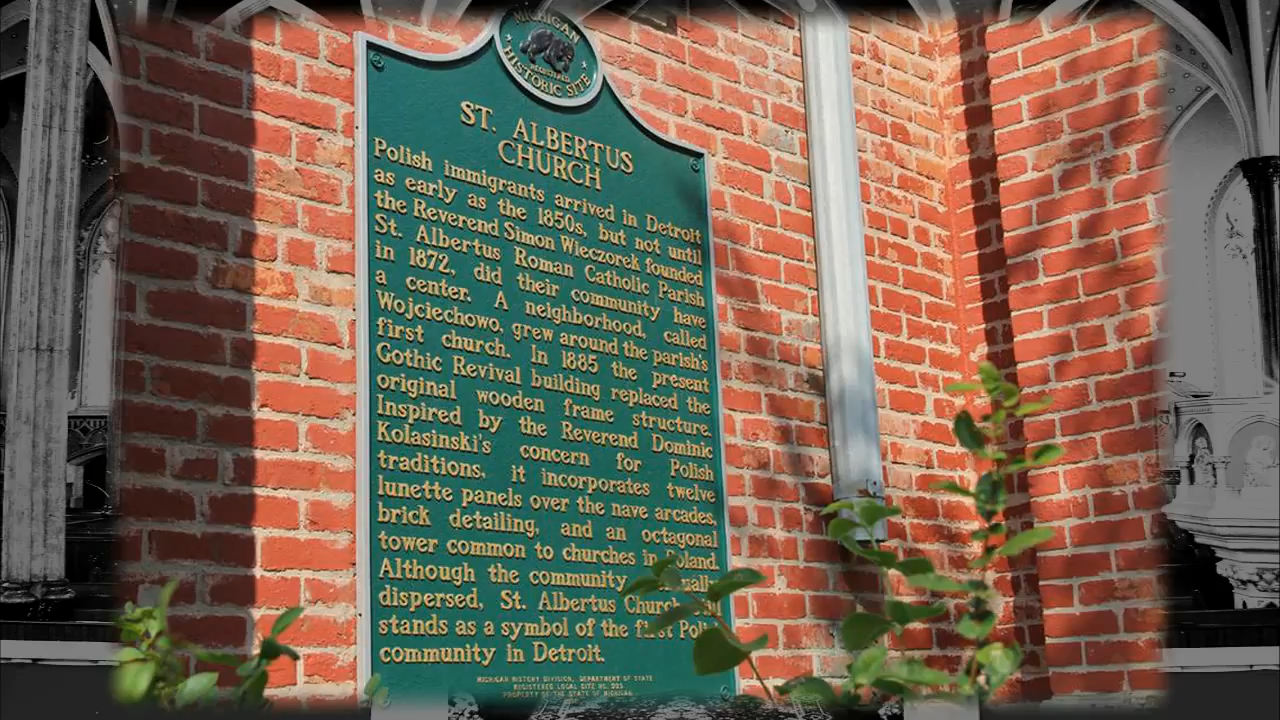 MICHIGAN
REGISTERED
HISTORIC SITE
ST. ALBERTUS
CHURCH
Polish immigrants arrived in Detroit
as early as the 1850s, but not until
the Reverend Simon Wieczorek founded
St. Albertus Roman Catholic Parish
in 1872, did their community have
a center. A neighborhood, called
Wojciechowo, grew around the parish's
first church. In 1885 the present
Gothic Revival building replaced the
original wooden frame structure.
Inspired by the Reverend Dominic
Kolasinski's concern for Polish
traditions, it incorporates twelve
lunette panels over the nave arcades,
brick detailing, and an octagonal
tower common to churches in Poland.
Although the community
dispersed, St. Albertus Church
stands as a symbol of the first Polish
community in Detroit.
MICHIGAN HISTORY DIVISION, DEPARTMENT OF STATE
REGISTERED LOCAL SITE NO.
PROPERTY OF THE STATE OF MICHIGAN